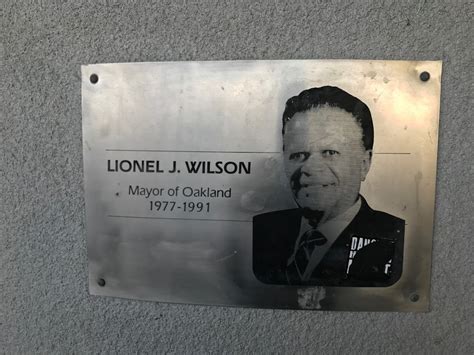 LIONEL J. WILSON
Mayor of Oakland
1977-1991